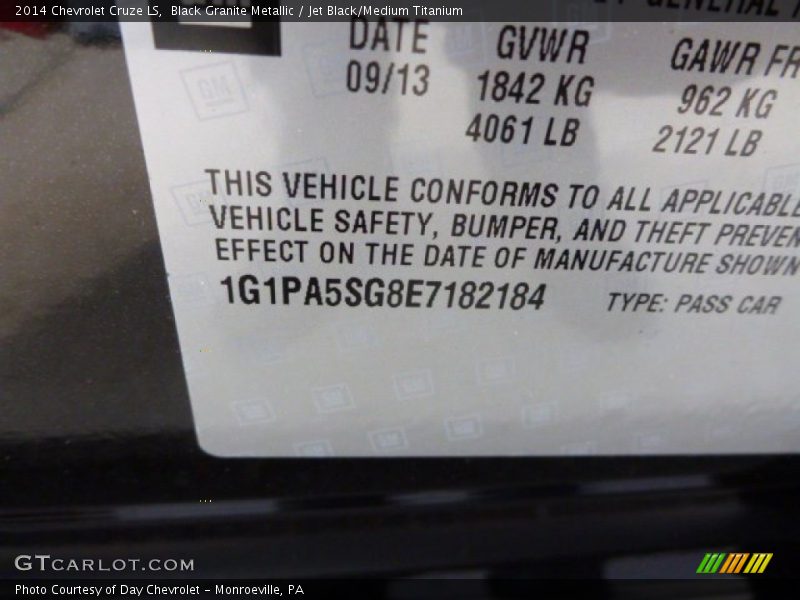 2014 Chevrolet Cruze LS, Black Granite Metallic / Jet Black/Medium Titanium
GENERAL
DATE GVWR GAWR FR
09/13 1842 KG 962 KG
4061 LB 2121 LB
THIS VEHICLE CONFORMS TO ALL APPLICABLE
VEHICLE SAFETY, BUMPER, AND THEFT PREVEN
EFFECT ON THE DATE OF MANUFACTURE SHOWN
1G1PA5SG8E7182184 TYPE: PASS CAR
GTCARLOT.COM
Photo Courtesy of Day Chevrolet - Monroeville, PA